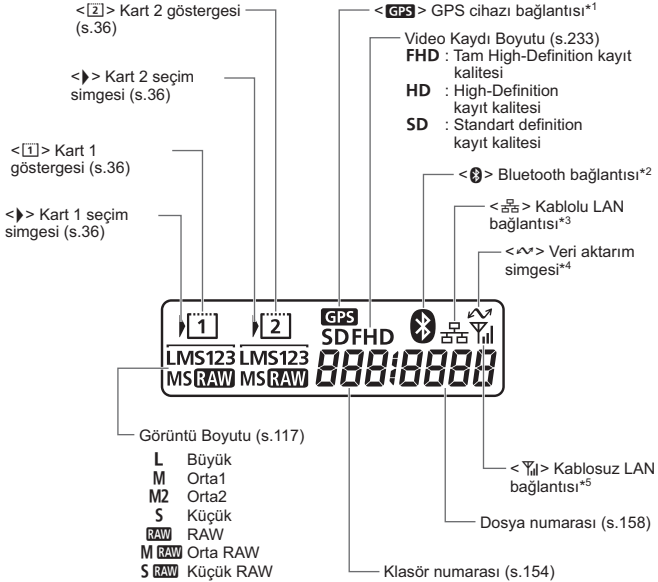 <2> Kart 2 göstergesi
(s.36)
<GPS> GPS cihazı bağlantısı*1
Video Kaydı Boyutu (s.233)
FHD : Tam High-Definition kayıt
kalitesi
HD : High-Definition
kayıt kalitesi
SD : Standart definition
kayıt kalitesi
<> Kart 2 seçim
simgesi (s.36)
<1> Kart 1
göstergesi (s.36)
<> Kart 1 seçim
simgesi (s.36)
<> Bluetooth bağlantısı*2
<> Kablolu LAN
bağlantısı*3
<> Veri aktarım
simgesi*4
1 2 GPS
SDFHD
LMS123 LMS123
MS RAW MS RAW 888:8888
Görüntü Boyutu (s.117)
L Büyük
M Orta1
M2 Orta2
S Küçük
RAW RAW
M RAW Orta RAW
S RAW Küçük RAW
<> Kablosuz LAN
bağlantısı*5
Dosya numarası (s.158)
Klasör numarası (s.154)